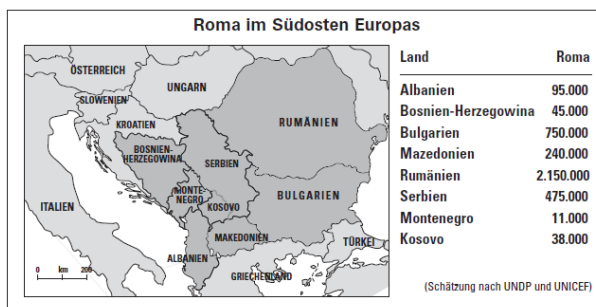 Roma im Südosten Europas
ÖSTERREICH
UNGARN
SLOWENIEN
KROATIEN
RUMÄNIEN
BOSNIEN-
HERZEGOWINA
SERBIEN
MONTE-
NEGRO
KOSOVO
BULGARIEN
ITALIEN
MAKEDONIEN
TÜRKEI
ALBANIEN
GRIECHENLAND
0 km 200
Land Roma
Albanien 95.000
Bosnien-Herzegowina 45.000
Bulgarien 750.000
Mazedonien 240.000
Rumänien 2.150.000
Serbien 475.000
Montenegro 11.000
Kosovo 38.000
(Schätzung nach UNDP und UNICEF)